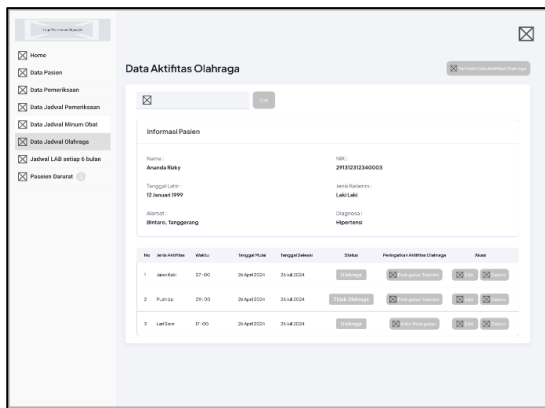 Home
Data Pasien
Data Pemeriksaan
Data Jadwal Pemeriksaan
Data Jadwal Minum Obat
Data Jadwal Olahraga
Jadwal LAB setiap 6 bulan
Paseien Darurat
Data Aktifitas Olahraga
Cari
Informasi Pasien
Nama : NIK :
Ananda Rizky 291312312340003
Tanggal Lahir : Jenis Kelamin :
12 Januari 1999 Laki Laki
Alamat : Diagnosa :
Bintaro, Tanggerang Hipertensi
No Jenis Aktifitas Waktu Tanggal Mulai Tanggal Selesai Status Peringatan Aktifitas Olahraga
1 Jalan Kaki 07:00 26 April 2024 26 Juli 2024 Olahraga Edit Delete
2 Push Up 09:00 26 April 2024 26 Juli 2024 Tidak Olahraga Edit Delete
3 Lari Sore 17:00 26 April 2024 26 Juli 2024 Olahraga Edit Delete